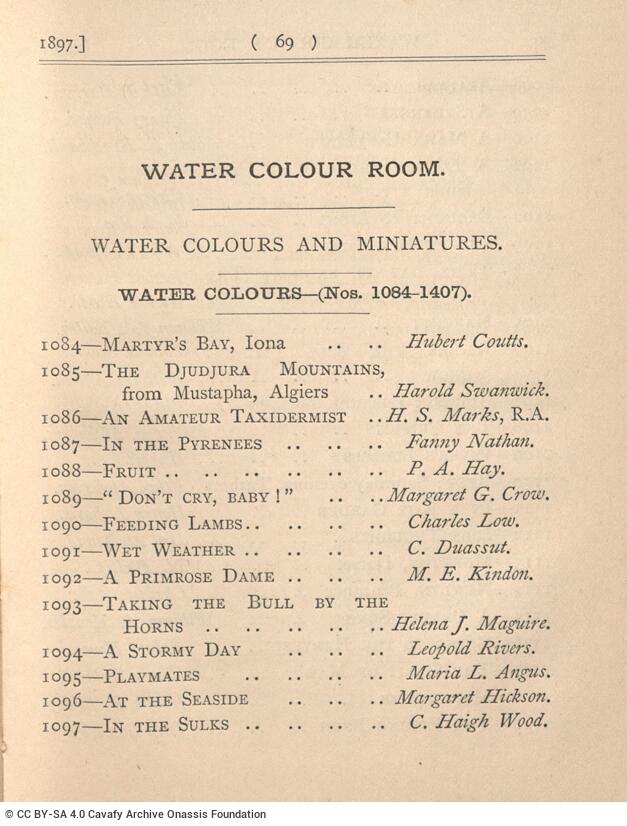 1897.] ( 69 )
WATER COLOUR ROOM.
WATER COLOURS AND MINIATURES.
WATER COLOURS—(Nos. 1084-1407).
1084—Martyr's Bay, Iona .. .. Hubert Coutts.
1085—The Djudjura Mountains,
from Mustapha, Algiers .. Harold Swanwick.
1086—An Amateur Taxidermist .. H. S. Marks, R.A.
1087—In the Pyrenees .. .. .. Fanny Nathan.
1088—Fruit .. .. .. .. .. .. P. A. Hay.
1089—“Don't cry, baby!” .. .. Margaret G. Crow.
1090—Feeding Lambs.. .. .. .. Charles Low.
1091—Wet Weather .. .. .. .. C. Duassut.
1092—A Primrose Dame .. .. .. M. E. Kindon.
1093—Taking the Bull by the
Horns .. .. .. .. .. Helena J. Maguire.
1094—A Stormy Day .. .. .. Leopold Rivers.
1095—Playmates .. .. .. .. Maria L. Angus.
1096—At the Seaside .. .. .. Margaret Hickson.
1097—In the Sulks .. .. .. .. C. Haigh Wood.
© CC BY-SA 4.0 Cavafy Archive Onassis Foundation